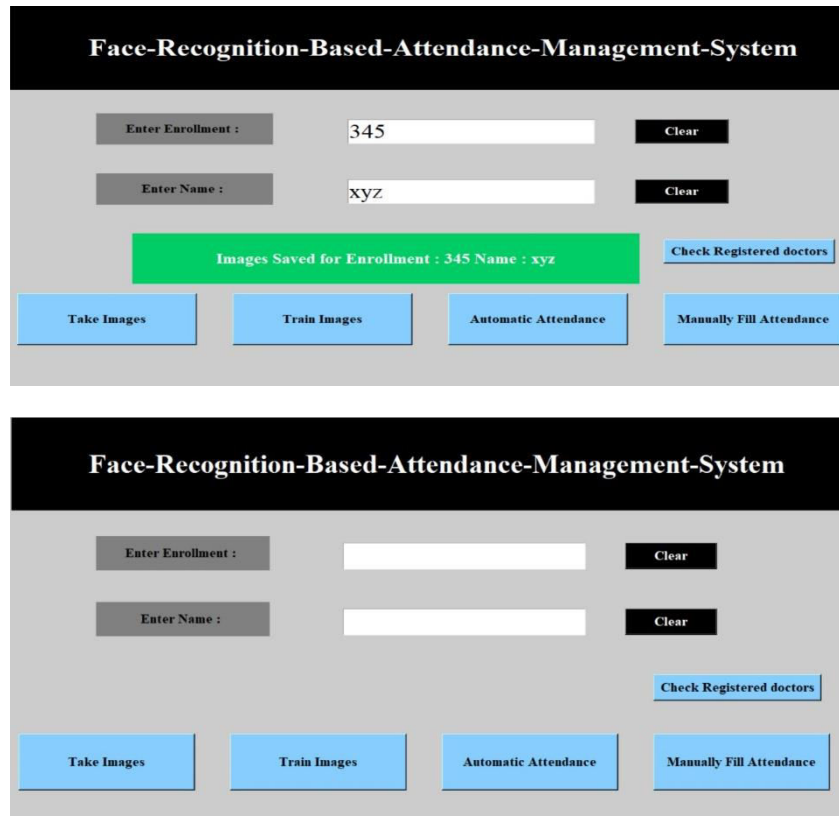 Face-Recognition-Based-Attendance-Management-System
Enter Enrollment : 345 Clear
Enter Name : xyz Clear
Images Saved for Enrollment : 345 Name : xyz Check Registered doctors
Take Images Train Images Automatic Attendance Manually Fill Attendance
Face-Recognition-Based-Attendance-Management-System
Enter Enrollment : Clear
Enter Name : Clear
Check Registered doctors
Take Images Train Images Automatic Attendance Manually Fill Attendance